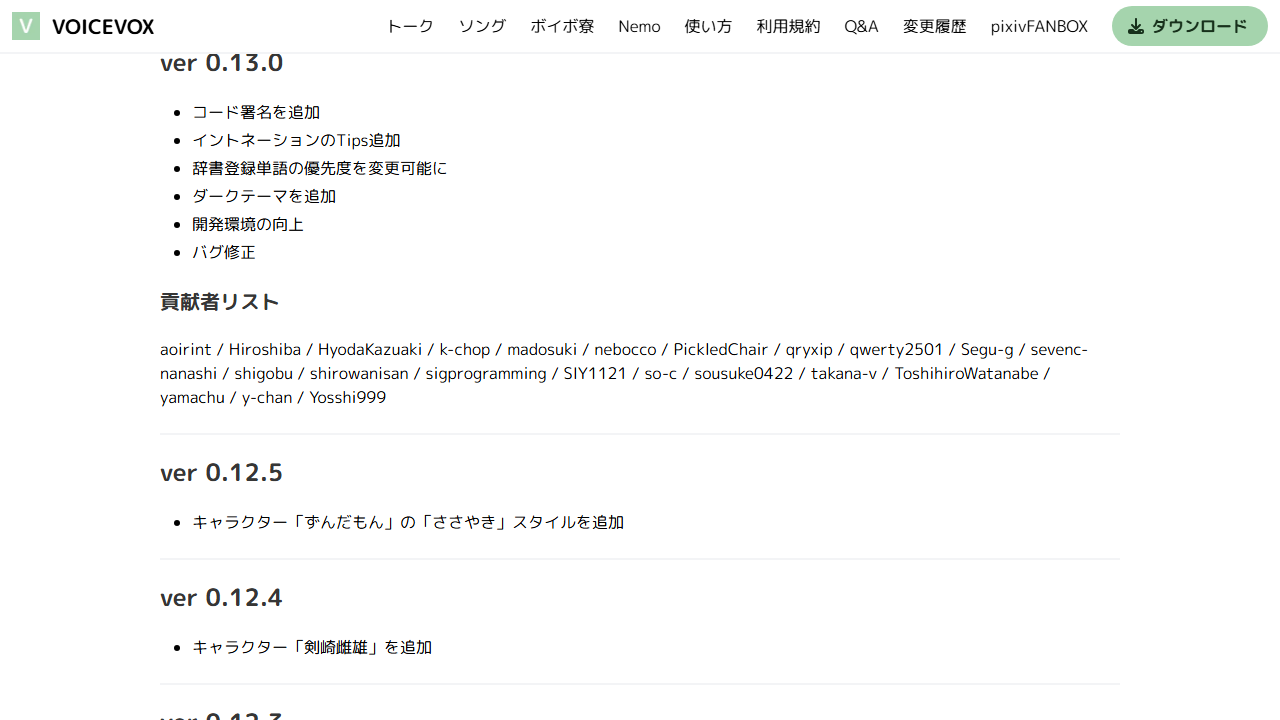 V VOICEVOX トーク ソング ボイボ寮 Nemo 使い方 利用規約 Q&A 変更履歴 pixivFANBOX ダウンロード
ver 0.13.0
コード署名を追加
イントネーションのTips追加
辞書登録単語の優先度を変更可能に
ダークテーマを追加
開発環境の向上
バグ修正
貢献者リスト
aoirint / Hiroshiba / HyodaKazuaki / k-chop / madosuki / nebocco / PickledChair / qryxip / qwerty2501 / Segu-g / sevenc-
nanashi / shigobu / shirowanisan / sigprogramming / SIY1121 / so-c / sousuke0422 / takana-v / ToshihiroWatanabe /
yamachu / y-chan / Yosshi999
ver 0.12.5
キャラクター「ずんだもん」の「ささやき」スタイルを追加
ver 0.12.4
キャラクター「剣崎雌雄」を追加
ver 0.12.3